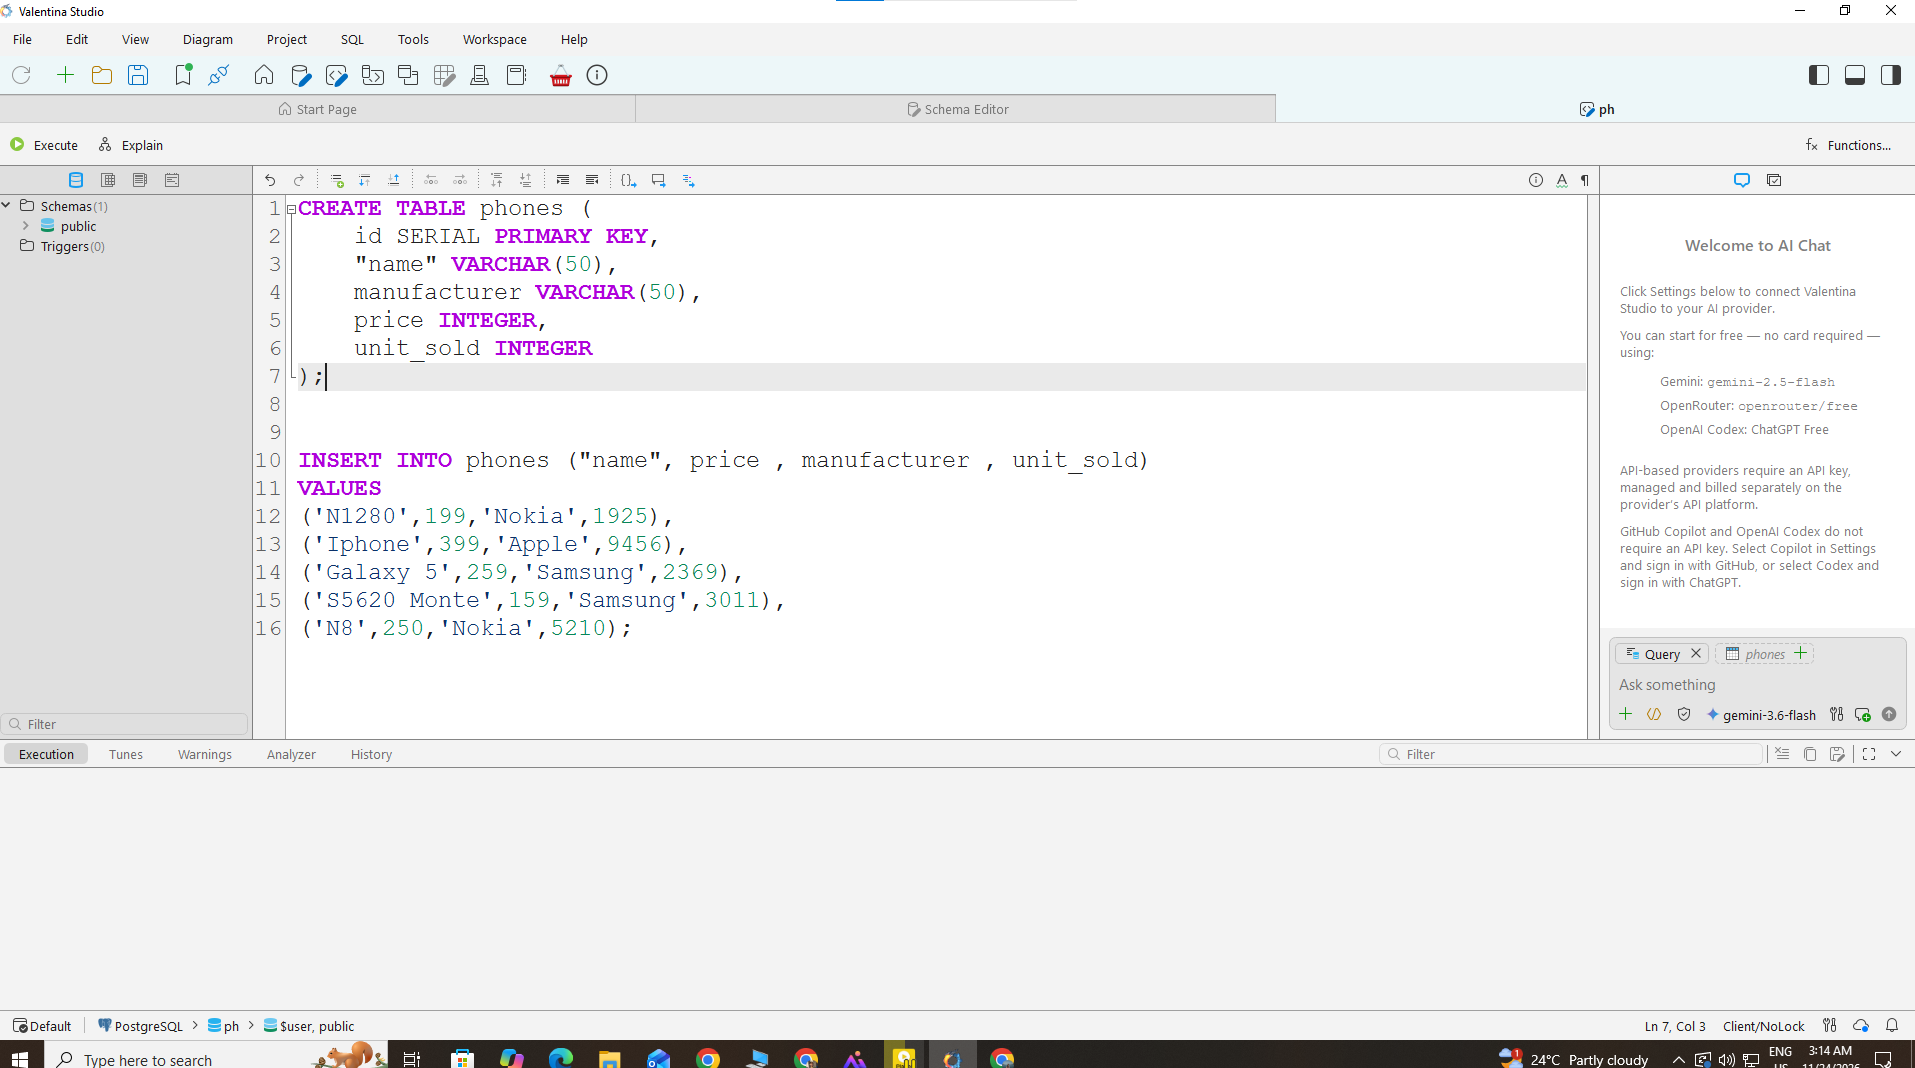 Valentina Studio
File Edit View Diagram Project SQL Tools Workspace Help
Start Page
Schema Editor
ph
Execute
Explain
Functions...
Schemas (1)
public
Triggers (0)
Filter
1 CREATE TABLE phones (
2 id SERIAL PRIMARY KEY,
3 "name" VARCHAR(50),
4 manufacturer VARCHAR(50),
5 price INTEGER,
6 unit_sold INTEGER
7 );
8
9
10 INSERT INTO phones ("name", price , manufacturer , unit_sold)
11 VALUES
12 ('N1280',199,'Nokia',1925),
13 ('Iphone',399,'Apple',9456),
14 ('Galaxy 5',259,'Samsung',2369),
15 ('S5620 Monte',159,'Samsung',3011),
16 ('N8',250,'Nokia',5210);
Welcome to AI Chat
Click Settings below to connect Valentina
Studio to your AI provider.
You can start for free — no card required —
using:
Gemini: gemini-2.5-flash
OpenRouter: openrouter/free
OpenAI Codex: ChatGPT Free
API-based providers require an API key,
managed and billed separately on the
provider's API platform.
GitHub Copilot and OpenAI Codex do not
require an API key. Select Copilot in Settings
and sign in with GitHub, or select Codex and
sign in with ChatGPT.
Query
phones
Ask something
gemini-3.6-flash
Execution Tunes Warnings Analyzer History
Filter
Default PostgreSQL ph $user, public
Ln 7, Col 3 Client/NoLock
Type here to search
1
24°C Partly cloudy
ENG
3:14 AM